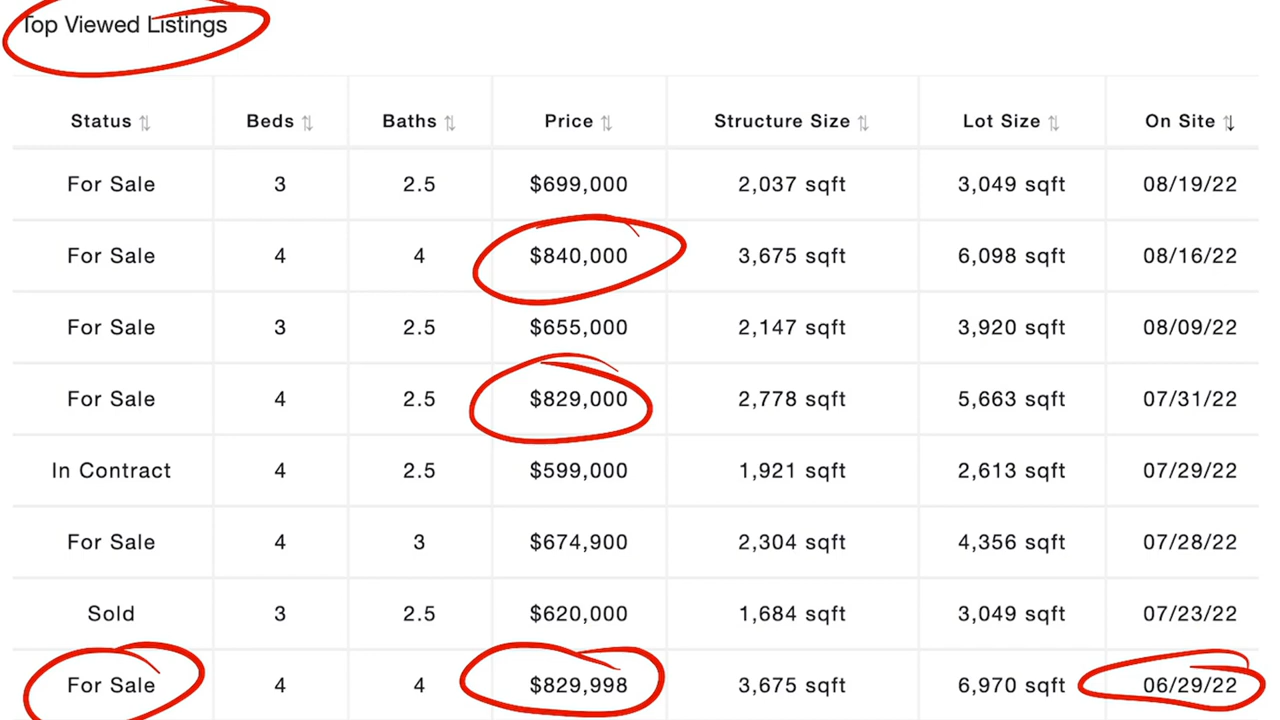 Top Viewed Listings
Status Beds Baths Price Structure Size Lot Size On Site
For Sale 3 2.5 $699,000 2,037 sqft 3,049 sqft 08/19/22
For Sale 4 4 $840,000 3,675 sqft 6,098 sqft 08/16/22
For Sale 3 2.5 $655,000 2,147 sqft 3,920 sqft 08/09/22
For Sale 4 2.5 $829,000 2,778 sqft 5,663 sqft 07/31/22
In Contract 4 2.5 $599,000 1,921 sqft 2,613 sqft 07/29/22
For Sale 4 3 $674,900 2,304 sqft 4,356 sqft 07/28/22
Sold 3 2.5 $620,000 1,684 sqft 3,049 sqft 07/23/22
For Sale 4 4 $829,998 3,675 sqft 6,970 sqft 06/29/22